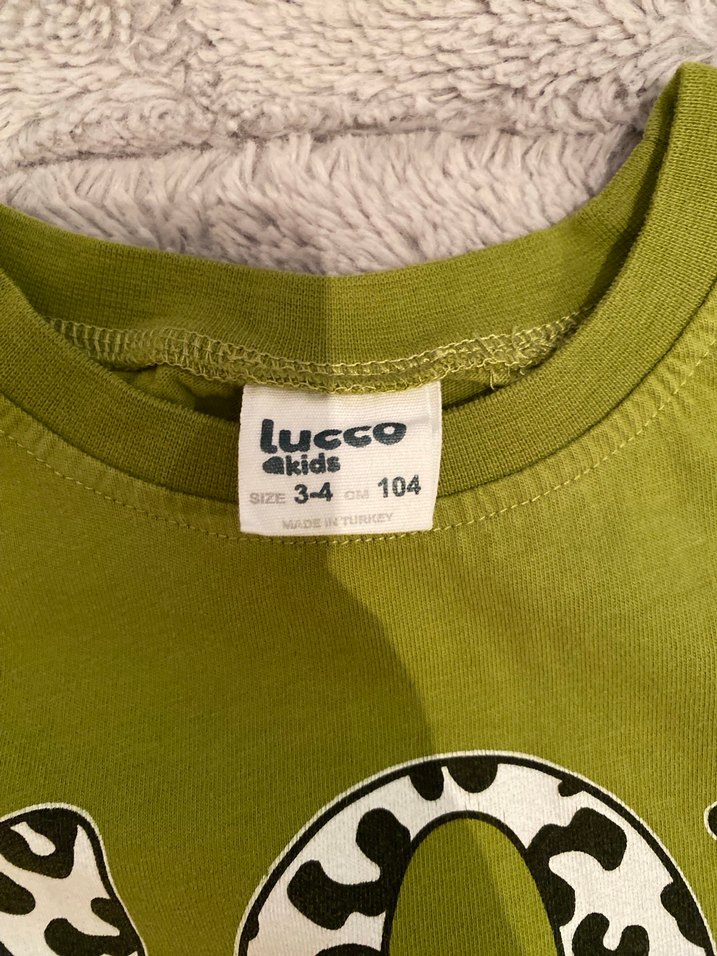 lucco
kids
SIZE 3-4 CM 104
MADE IN TURKEY